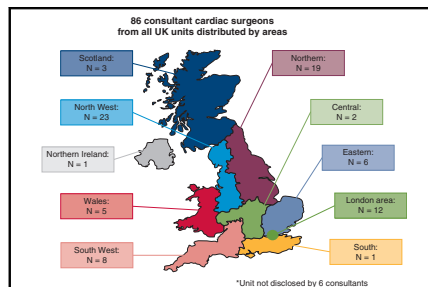 86 consultant cardiac surgeons
from all UK units distributed by areas
Scotland:
N = 3
Northern:
N = 19
North West:
N = 23
Central:
N = 2
Northern Ireland:
N = 1
Eastern:
N = 6
Wales:
N = 5
London area:
N = 12
South West:
N = 8
South:
N = 1
*Unit not disclosed by 6 consultants